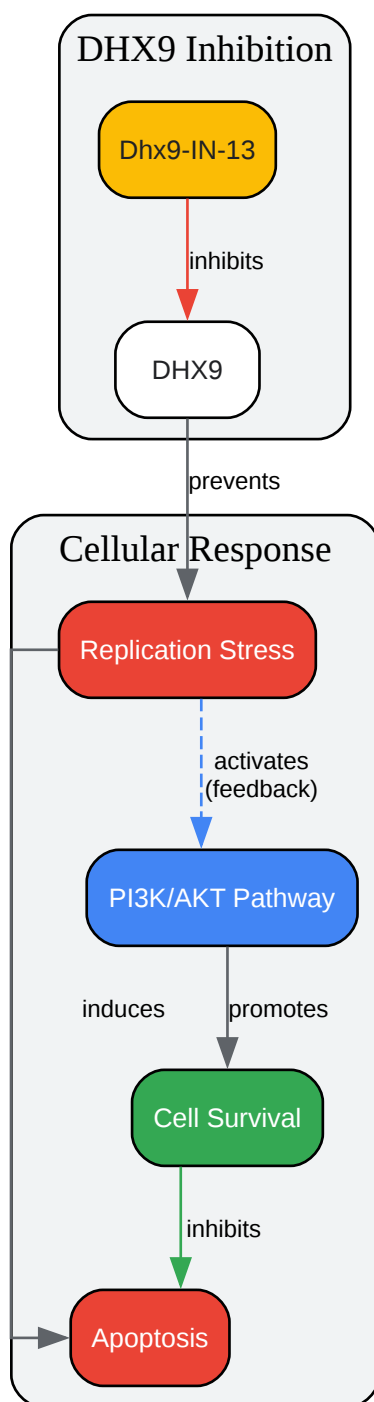 DHX9 Inhibition
Dhx9-IN-13
inhibits
DHX9
prevents
Cellular Response
Replication Stress
activates
(feedback)
PI3K/AKT Pathway
induces
promotes
Cell Survival
inhibits
Apoptosis